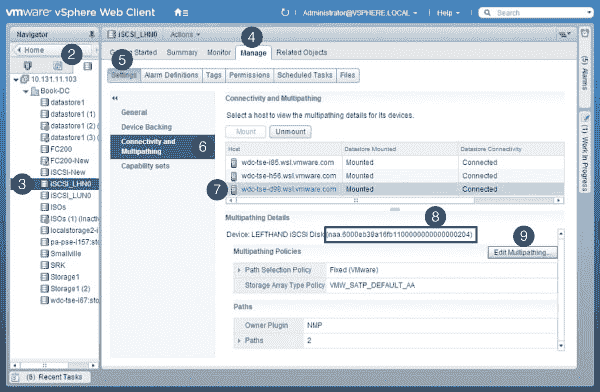 vmware® vSphere Web Client
Administrator@VSPHERE.LOCAL
Help
Search
Navigator
Home
2
10.131.11.103
Book-DC
datastore1
datastore1 (1)
datastore1 (2)
datastore1 (3)
FC200
FC200-New
iSCSI-New
3
iSCSI_LHN0
iSCSI_LUN0
ISOs
ISOs (1) (inactiv
localstorage2-i
pa-pse-i157:sto
Smallville
SRK
Storage1
Storage1 (2)
wdc-tse-i67:sto
iSCSI_LHN0
Actions
4
Getting Started
Summary
Monitor
Manage
Related Objects
5
Settings
Alarm Definitions
Tags
Permissions
Scheduled Tasks
Files
General
Device Backing
Connectivity and
Multipathing
6
Capability sets
Connectivity and Multipathing
Select a host to view the multipathing details for its devices.
Mount
Unmount
Host
Datastore Mounted
Datastore Connectivity
wdc-tse-i85.wsl.vmware.com
Mounted
Connected
wdc-tse-h56.wsl.vmware.com
Mounted
Connected
7
wdc-tse-d98.wsl.vmware.com
Mounted
Connected
8
Multipathing Details
Device: LEFTHAND iSCSI Disk
9
Multipathing Policies
Edit Multipathing...
Path Selection Policy
Fixed (VMware)
Storage Array Type Policy
VMW_SATP_DEFAULT_AA
Paths
Owner Plugin
NMP
Paths
2
(5) Alarms
(1) Work In Progress
(8) Recent Tasks